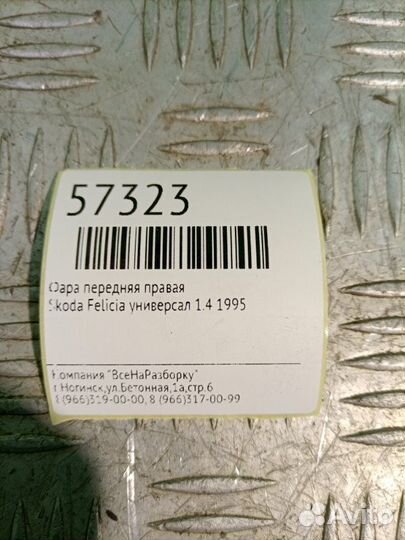 57323
Фара передняя правая
Skoda Felicia универсал 1.4 1995
Компания "ВсеНаРазборку"
г.Ногинск,ул.Бетонная,1а,стр.6
8(966)319-00-00, 8 (966)317-00-99
Avito